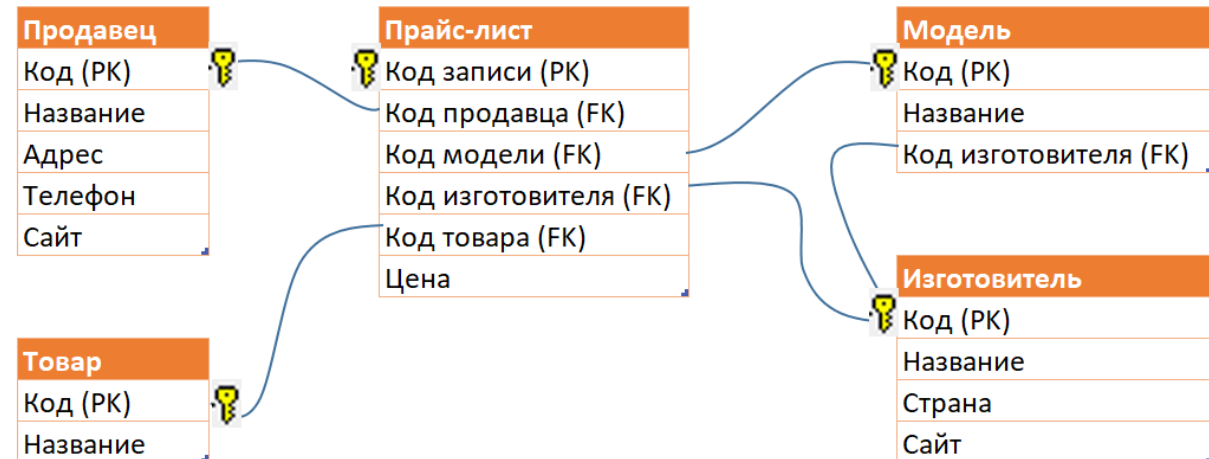 Продавец
Код (PK)
Название
Адрес
Телефон
Сайт
Прайс-лист
Код записи (PK)
Код продавца (FK)
Код модели (FK)
Код изготовителя (FK)
Код товара (FK)
Цена
Модель
Код (PK)
Название
Код изготовителя (FK)
Товар
Код (PK)
Название
Изготовитель
Код (PK)
Название
Страна
Сайт